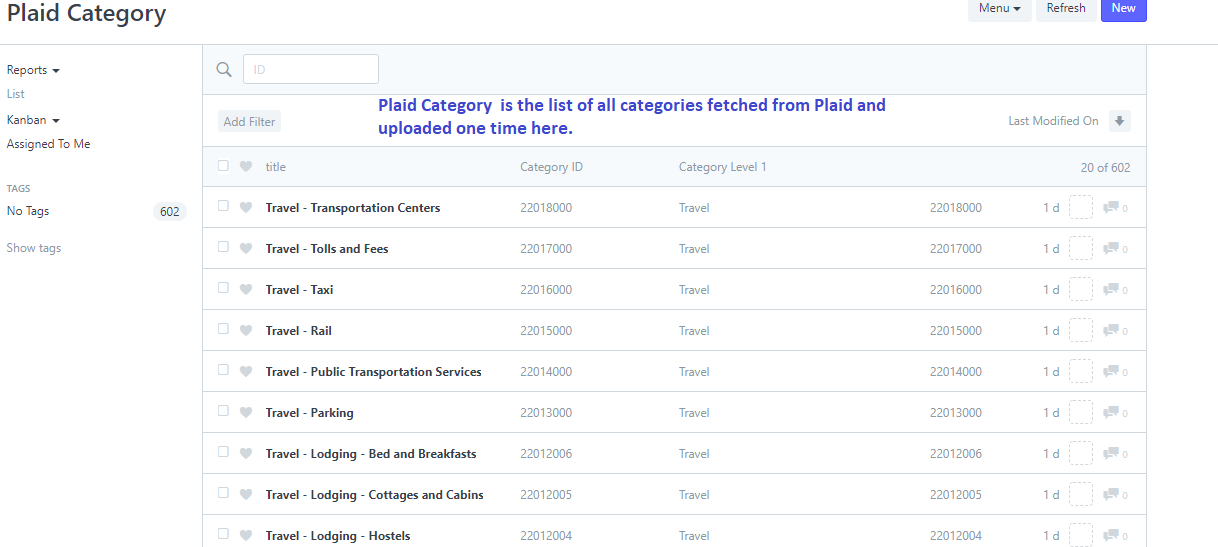 Plaid Category
Menu Refresh New
Reports
List
Kanban
Assigned To Me
TAGS
No Tags 602
Show tags
ID
Plaid Category is the list of all categories fetched from Plaid and
uploaded one time here.
Add Filter Last Modified On
title Category ID Category Level 1 20 of 602
Travel - Transportation Centers 22018000 Travel 22018000 1 d 0
Travel - Tolls and Fees 22017000 Travel 22017000 1 d 0
Travel - Taxi 22016000 Travel 22016000 1 d 0
Travel - Rail 22015000 Travel 22015000 1 d 0
Travel - Public Transportation Services 22014000 Travel 22014000 1 d 0
Travel - Parking 22013000 Travel 22013000 1 d 0
Travel - Lodging - Bed and Breakfasts 22012006 Travel 22012006 1 d 0
Travel - Lodging - Cottages and Cabins 22012005 Travel 22012005 1 d 0
Travel - Lodging - Hostels 22012004 Travel 22012004 1 d 0